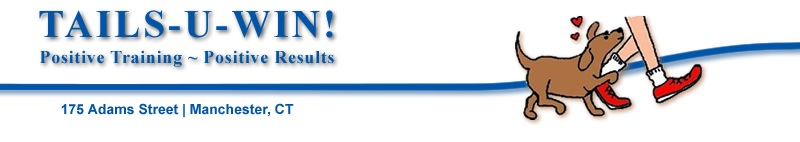 TAILS-U-WIN!
Positive Training ~ Positive Results
175 Adams Street | Manchester, CT